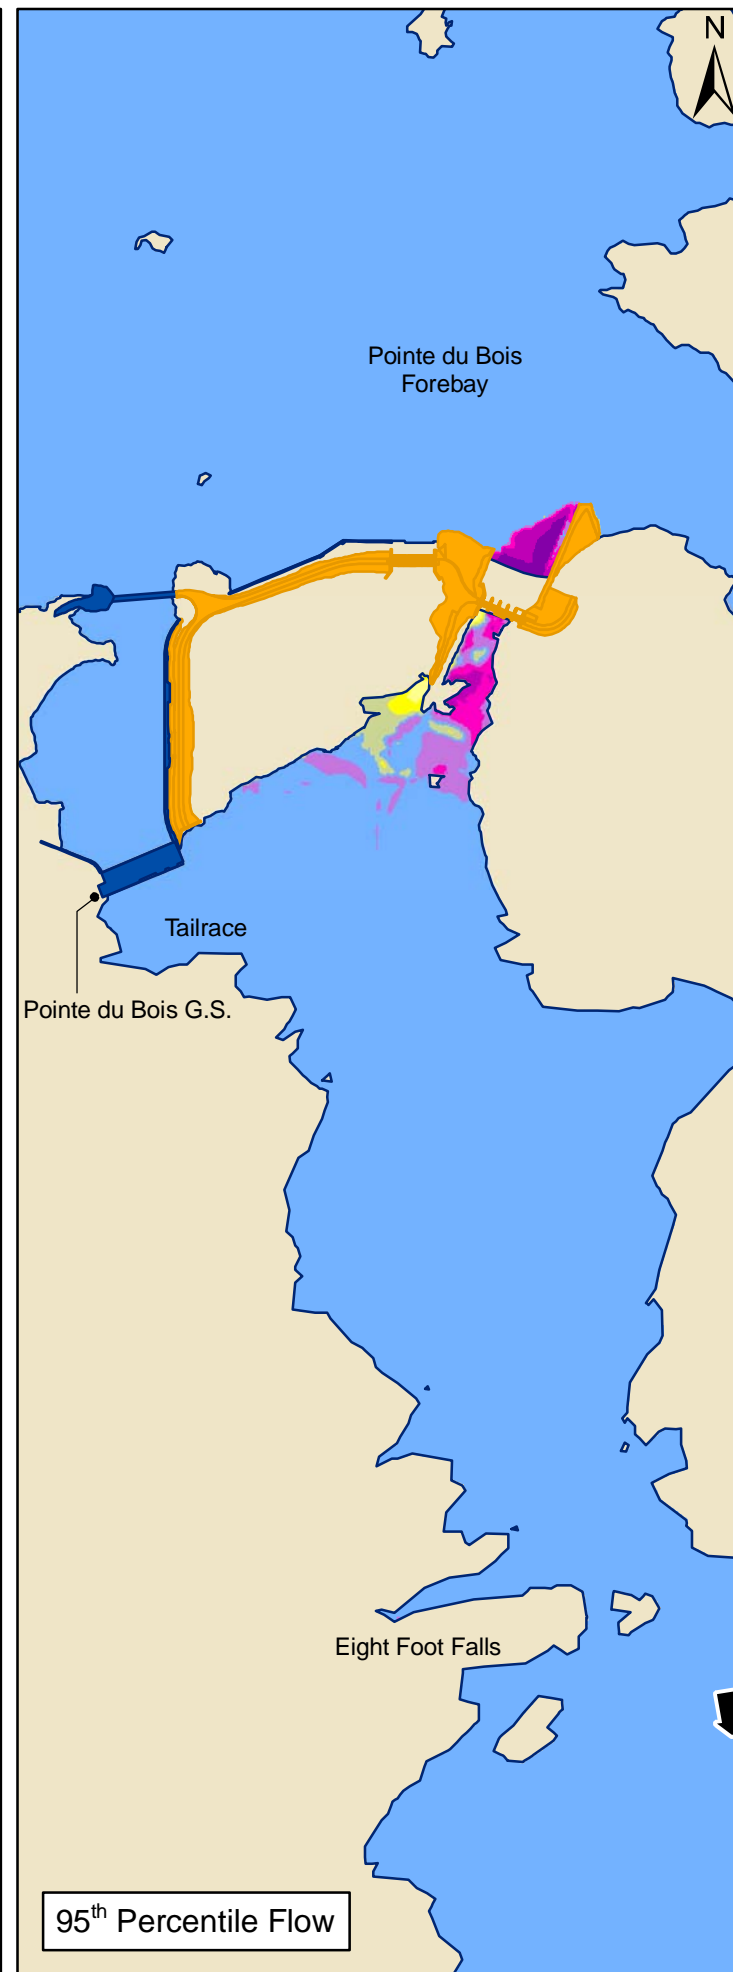 N
Pointe du Bois
Forebay
Tailrace
Pointe du Bois G.S.
Eight Foot Falls
95th Percentile Flow